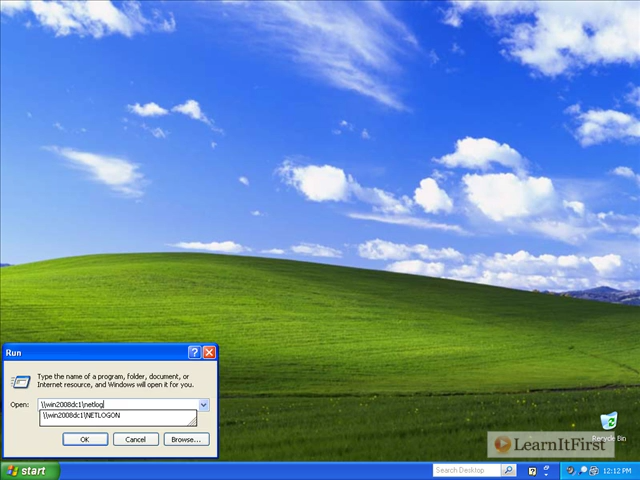 Run
Type the name of a program, folder, document, or
Internet resource, and Windows will open it for you.
Open: \\win2008dc1\netlog
\\win2008dc1\NETLOGON
OK Cancel Browse...
Recycle Bin
LearnItFirst
start Search Desktop 12:12 PM